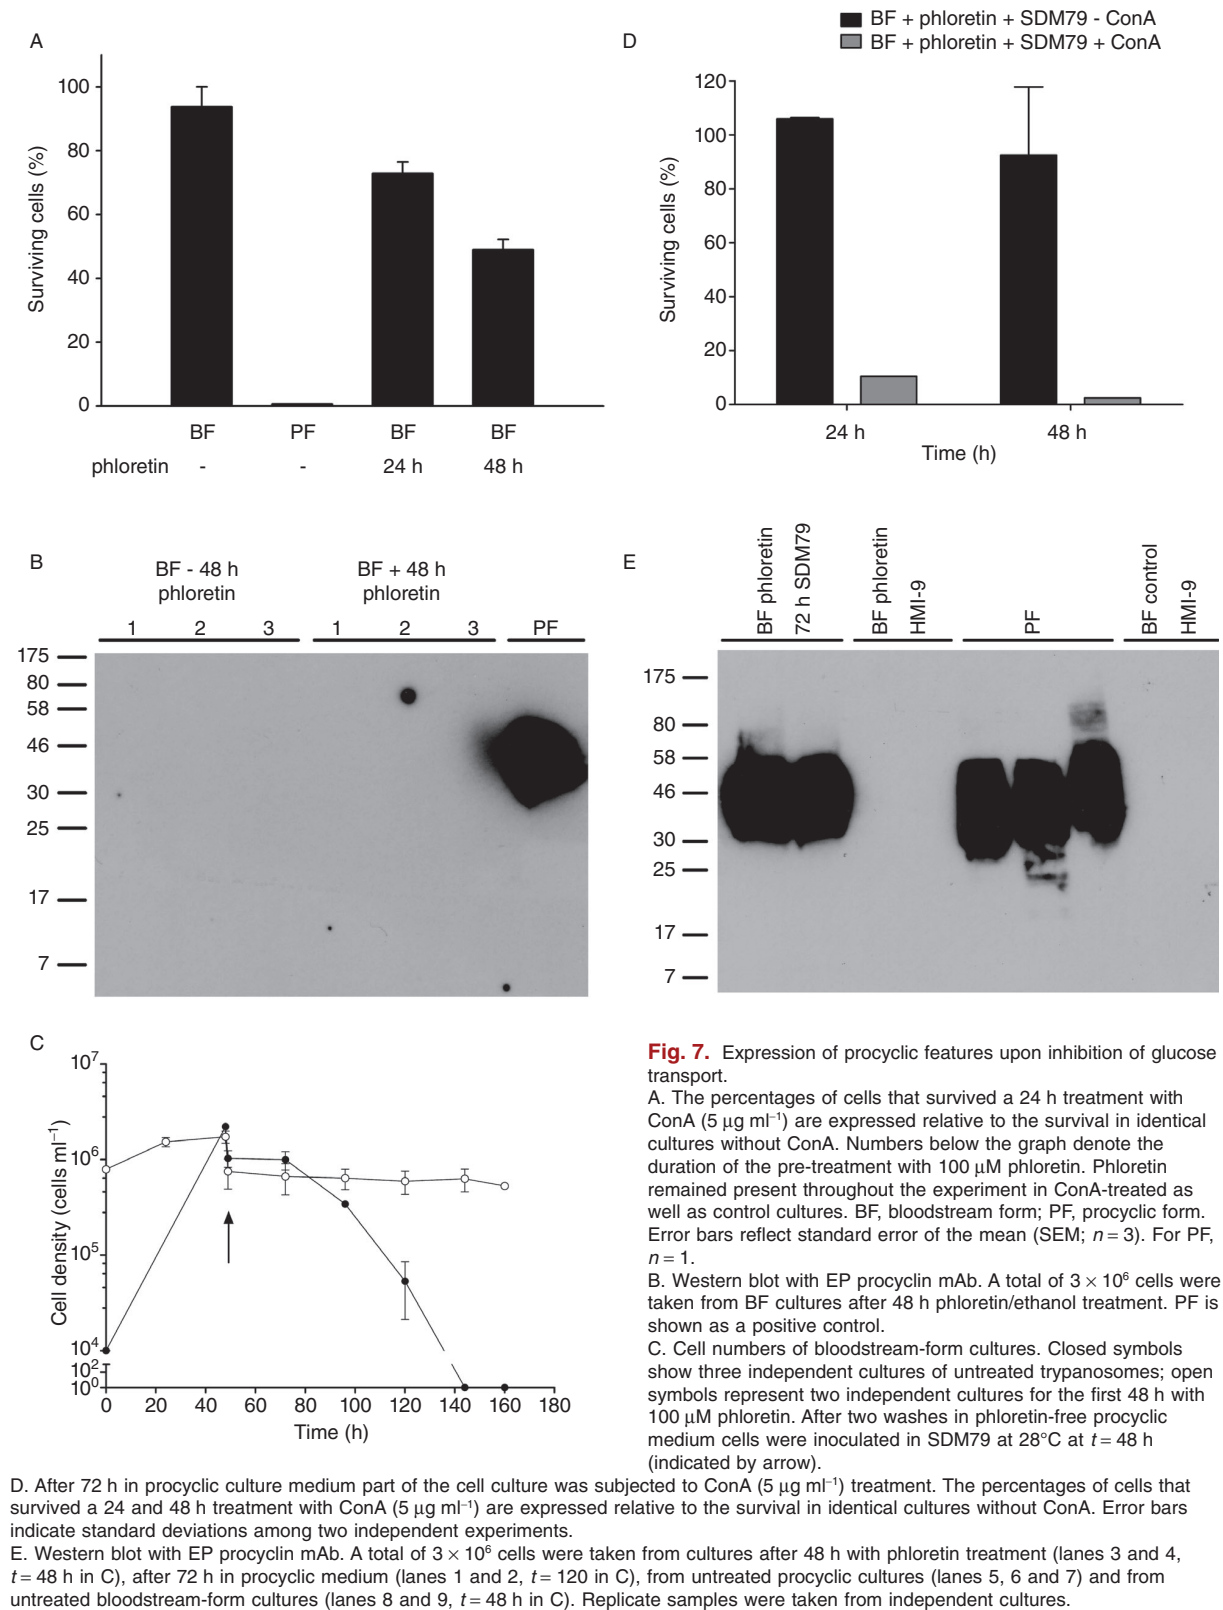 A
100
80
60
40
20
0
Surviving cells (%)
BF PF BF BF
phloretin - - 24 h 48 h
D
BF + phloretin + SDM79 - ConA
BF + phloretin + SDM79 + ConA
120
100
80
60
40
20
0
Surviving cells (%)
24 h 48 h
Time (h)
B
BF - 48 h
phloretin
BF + 48 h
phloretin
1 2 3 1 2 3 PF
175
80
58
46
30
25
17
7
E
BF phloretin
72 h SDM79
BF phloretin
HMI-9
PF
BF control
HMI-9
175
80
58
46
30
25
17
7
C
10⁷
10⁶
10⁵
10⁴
10²
10⁰
Cell density (cells ml⁻¹)
0 20 40 60 80 100 120 140 160 180
Time (h)
Fig. 7. Expression of procyclic features upon inhibition of glucose
transport.
A. The percentages of cells that survived a 24 h treatment with
ConA (5 μg ml⁻¹) are expressed relative to the survival in identical
cultures without ConA. Numbers below the graph denote the
duration of the pre-treatment with 100 μM phloretin. Phloretin
remained present throughout the experiment in ConA-treated as
well as control cultures. BF, bloodstream form; PF, procyclic form.
Error bars reflect standard error of the mean (SEM; n = 3). For PF,
n = 1.
B. Western blot with EP procyclin mAb. A total of 3 × 10⁶ cells were
taken from BF cultures after 48 h phloretin/ethanol treatment. PF is
shown as a positive control.
C. Cell numbers of bloodstream-form cultures. Closed symbols
show three independent cultures of untreated trypanosomes; open
symbols represent two independent cultures for the first 48 h with
100 μM phloretin. After two washes in phloretin-free procyclic
medium cells were inoculated in SDM79 at 28°C at t = 48 h
(indicated by arrow).
D. After 72 h in procyclic culture medium part of the cell culture was subjected to ConA (5 μg ml⁻¹) treatment. The percentages of cells that
survived a 24 and 48 h treatment with ConA (5 μg ml⁻¹) are expressed relative to the survival in identical cultures without ConA. Error bars
indicate standard deviations among two independent experiments.
E. Western blot with EP procyclin mAb. A total of 3 × 10⁶ cells were taken from cultures after 48 h with phloretin treatment (lanes 3 and 4,
t = 48 h in C), after 72 h in procyclic medium (lanes 1 and 2, t = 120 in C), from untreated procyclic cultures (lanes 5, 6 and 7) and from
untreated bloodstream-form cultures (lanes 8 and 9, t = 48 h in C). Replicate samples were taken from independent cultures.